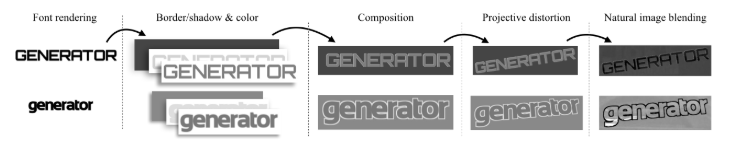 Font rendering Border/shadow & color Composition Projective distortion Natural image blending
GENERATOR GENERATOR GENERATOR GENERATOR GENERATOR GENERATOR
generator generator generator generator generator